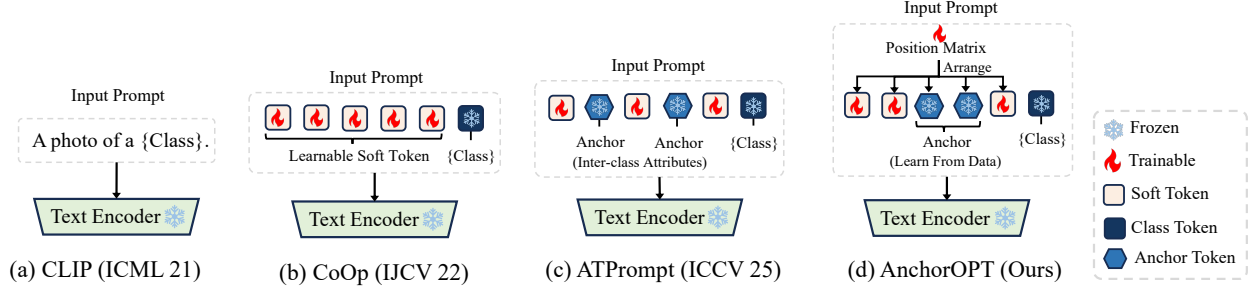 Input Prompt
A photo of a {Class}.
Text Encoder
(a) CLIP (ICML 21)
Input Prompt
Learnable Soft Token
{Class}
Text Encoder
(b) CoOp (IJCV 22)
Input Prompt
Anchor
Anchor
{Class}
(Inter-class Attributes)
Text Encoder
(c) ATPrompt (ICCV 25)
Input Prompt
Position Matrix
Arrange
Anchor
{Class}
(Learn From Data)
Text Encoder
(d) AnchorOPT (Ours)
Frozen
Trainable
Soft Token
Class Token
Anchor Token